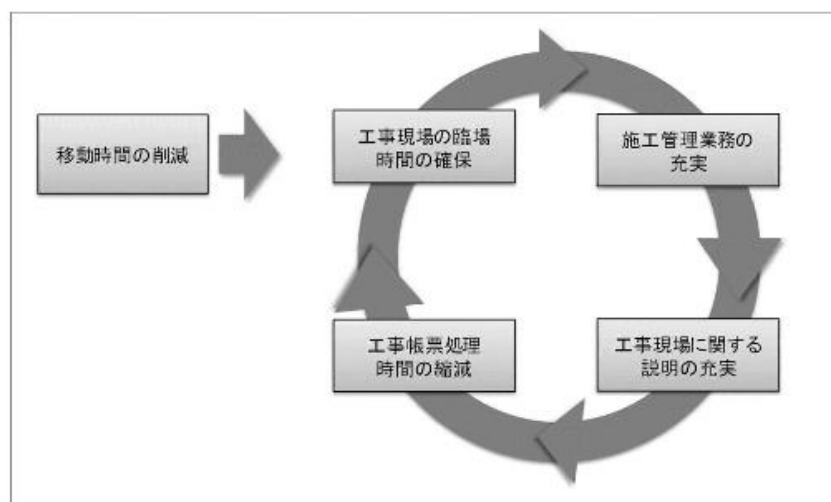 移動時間の削減
工事現場の臨場
時間の確保
施工管理業務の
充実
工事現場に関する
説明の充実
工事帳票処理
時間の縮減